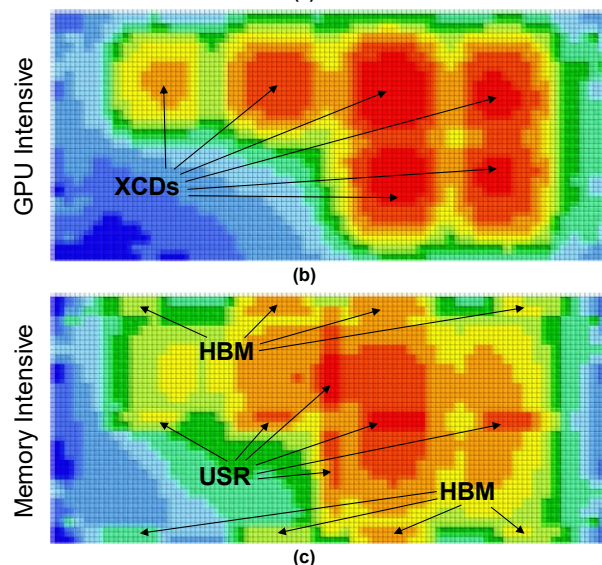 GPU Intensive
XCDs
(b)
Memory Intensive
HBM
USR
HBM
(c)